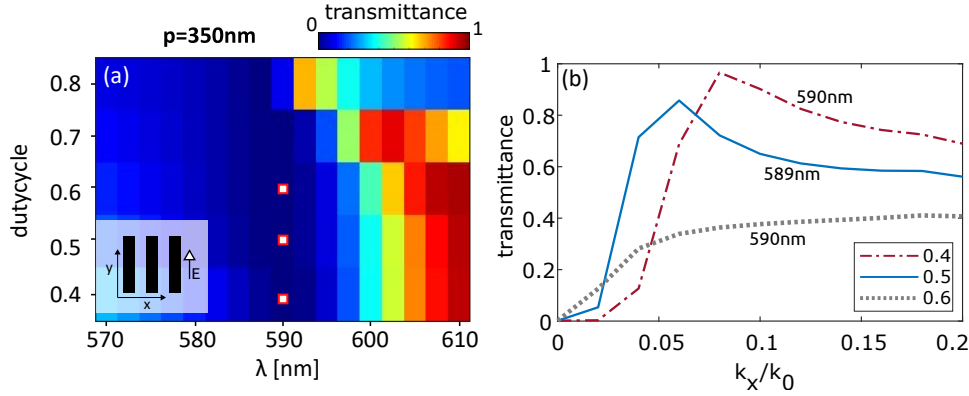 p=350nm
0 transmittance 1
(a)
dutycycle
0.8
0.7
0.6
0.5
0.4
y
x
E
570 580 590 600 610
λ [nm]
(b)
transmittance
1
0.8
0.6
0.4
0.2
0
590nm
589nm
590nm
0.4
0.5
0.6
0 0.05 0.1 0.15 0.2
kx/k0